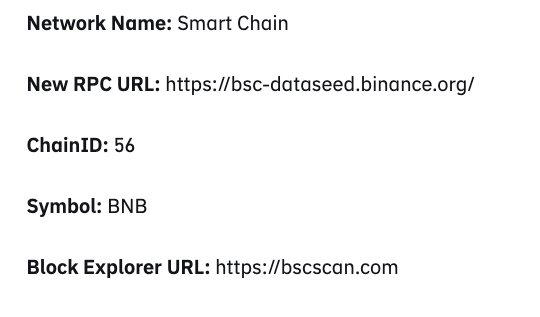 Network Name: Smart Chain
New RPC URL: https://bsc-dataseed.binance.org/
ChainID: 56
Symbol: BNB
Block Explorer URL: https://bscscan.com